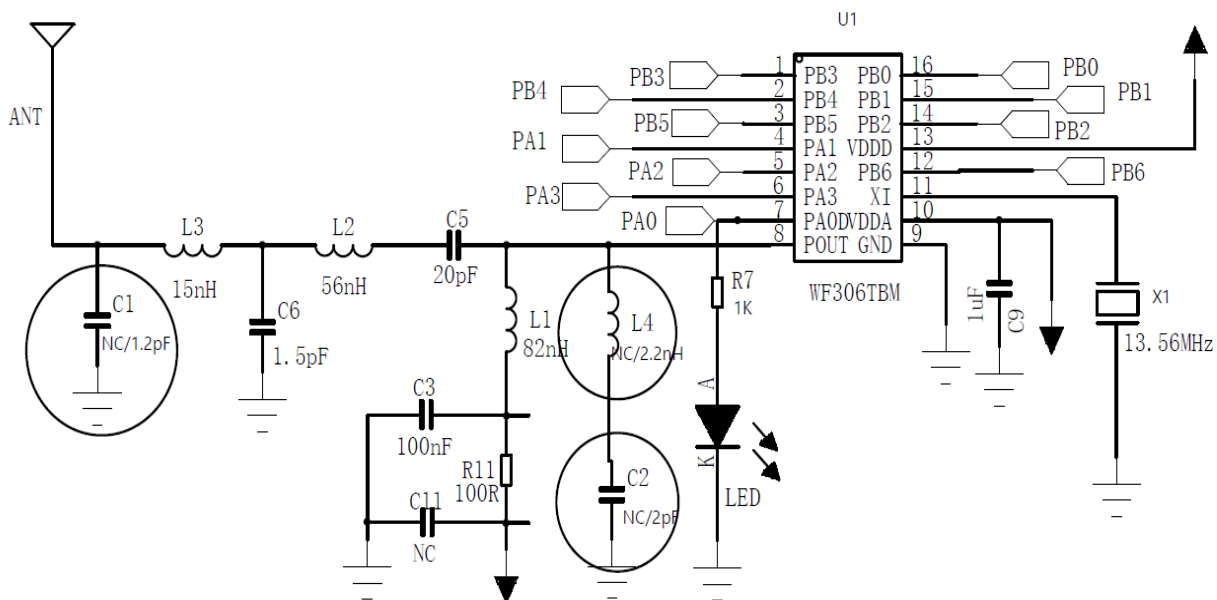 U1
ANT
PB3
PB4
PB5
PA1
PA2
PA3
PA0
1
2
3
4
5
6
7
8
PB3 PB0
PB4 PB1
PB5 PB2
PA1 VDDD
PA2 PB6
PA3 XI
PA0DVDDA
POUT GND
16
15
14
13
12
11
10
9
PB0
PB1
PB2
PB6
WF306TBM
L3
15nH
L2
56nH
C5
20pF
C1
NC/1.2pF
C6
1.5pF
L1
82nH
L4
NC/2.2nH
R7
1K
1uF
C9
X1
13.56MHz
C3
100nF
R11
100R
C11
NC
C2
NC/2pF
A
K
LED